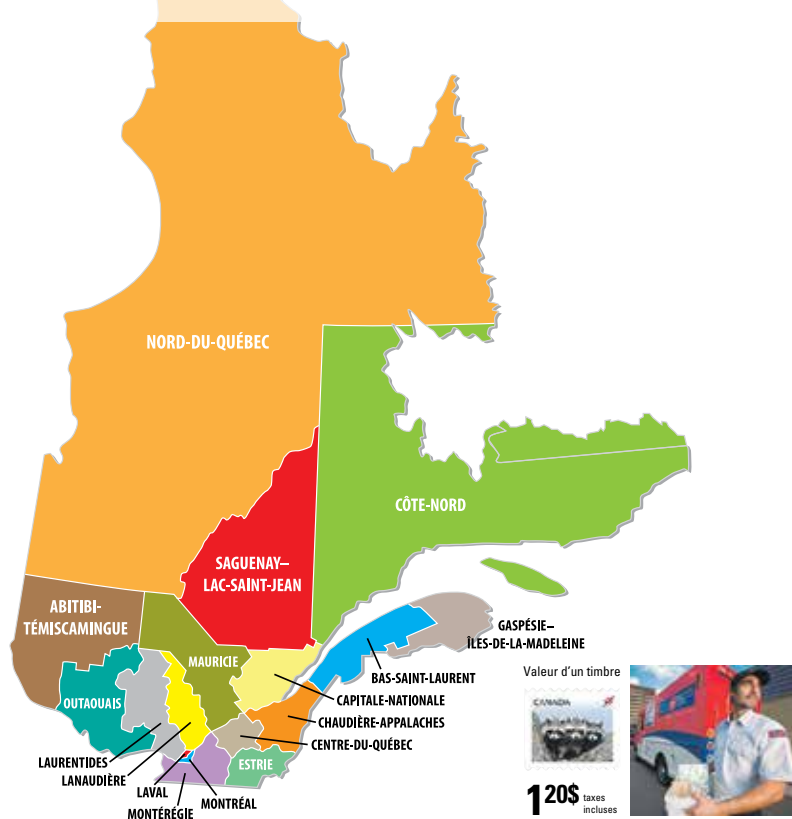 NORD-DU-QUÉBEC
CÔTE-NORD
SAGUENAY–
LAC-SAINT-JEAN
ABITIBI-
TÉMISCAMINGUE
GASPÉSIE–
ÎLES-DE-LA-MADELEINE
MAURICIE
BAS-SAINT-LAURENT
OUTAOUAIS
CAPITALE-NATIONALE
CHAUDIÈRE-APPALACHES
CENTRE-DU-QUÉBEC
LAURENTIDES
LANAUDIÈRE
ESTRIE
LAVAL
MONTRÉAL
MONTÉRÉGIE
Valeur d'un timbre
CANADA
1 20$ taxes
incluses